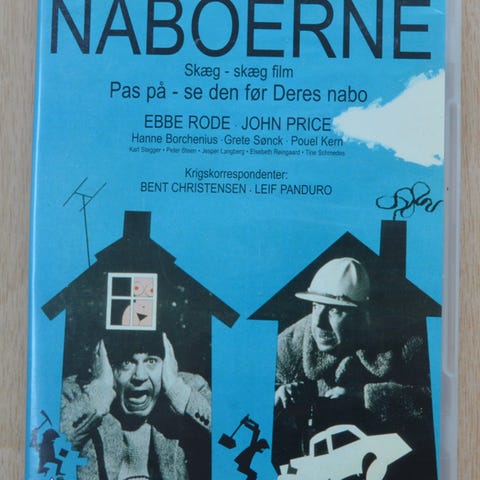 NABOERNE
Skæg - skæg film
Pas på - se den før Deres nabo
EBBE RODE · JOHN PRICE
Hanne Borchenius · Grete Sønck · Pouel Kern
Karl Stegger • Peter Steen • Jesper Langberg • Elsebeth Reingaard • Tine Schmedes
Krigskorrespondenter:
BENT CHRISTENSEN · LEIF PANDURO